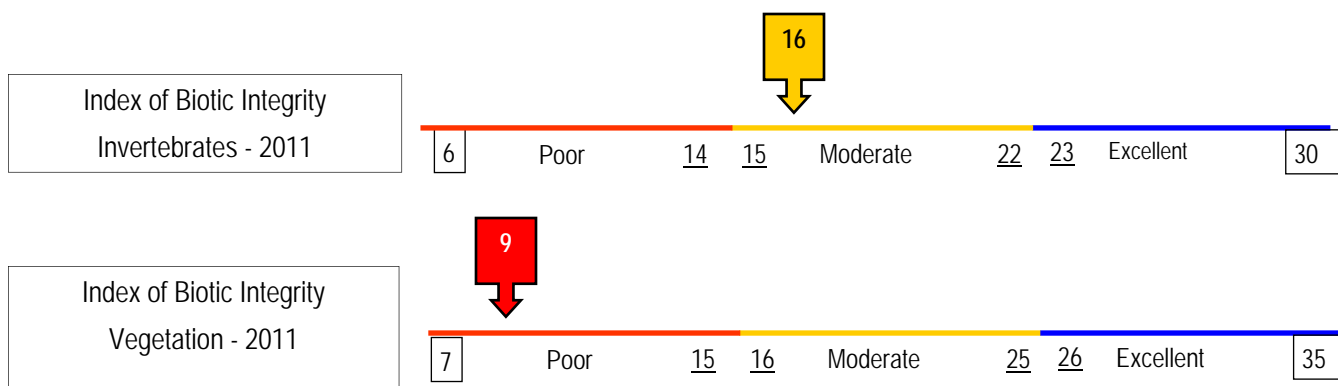 16
Index of Biotic Integrity
Invertebrates - 2011
6 Poor 14 15 Moderate 22 23 Excellent 30
9
Index of Biotic Integrity
Vegetation - 2011
7 Poor 15 16 Moderate 25 26 Excellent 35